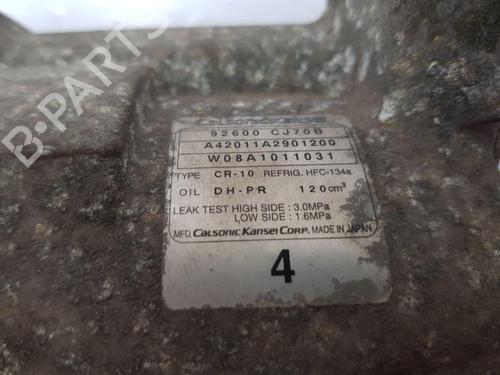 B-PARTS
CalsonicKansei
92600 CJ70B
A42011A2901200
W08A1011031
TYPE CR-10 REFRIG. HFC-134a
OIL DH-PR 120cm³
LEAK TEST HIGH SIDE : 3.0MPa
LOW SIDE : 1.6MPa
MFD. CALSONIC KANSEI CORP. MADE IN JAPAN
4